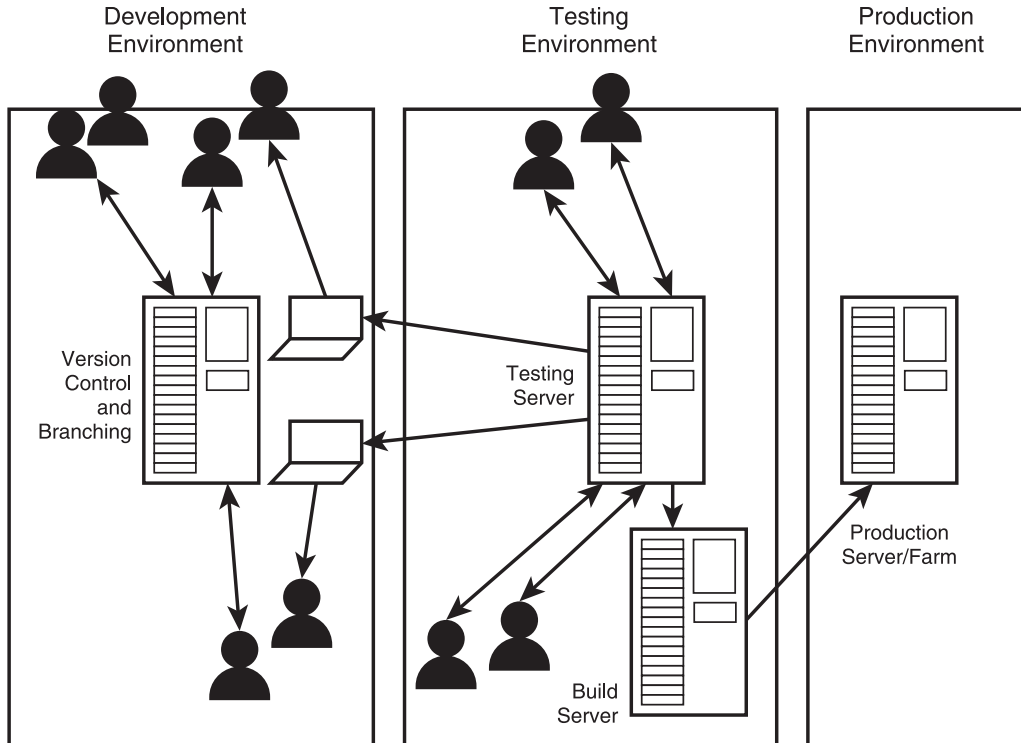 Development
Environment
Testing
Environment
Production
Environment
Version
Control
and
Branching
Testing
Server
Production
Server/Farm
Build
Server